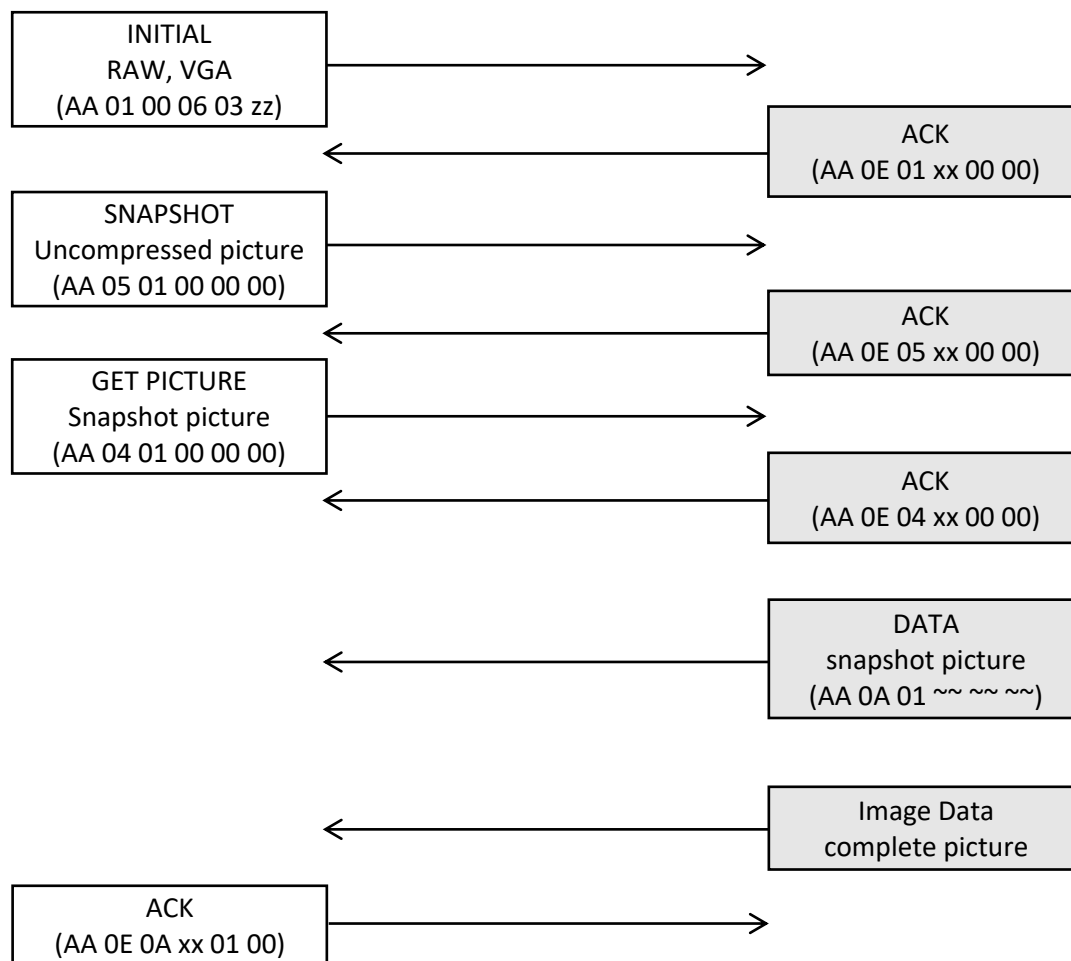 INITIAL
RAW, VGA
(AA 01 00 06 03 zz)
ACK
(AA 0E 01 xx 00 00)
SNAPSHOT
Uncompressed picture
(AA 05 01 00 00 00)
ACK
(AA 0E 05 xx 00 00)
GET PICTURE
Snapshot picture
(AA 04 01 00 00 00)
ACK
(AA 0E 04 xx 00 00)
DATA
snapshot picture
(AA 0A 01 ~~ ~~ ~~)
Image Data
complete picture
ACK
(AA 0E 0A xx 01 00)